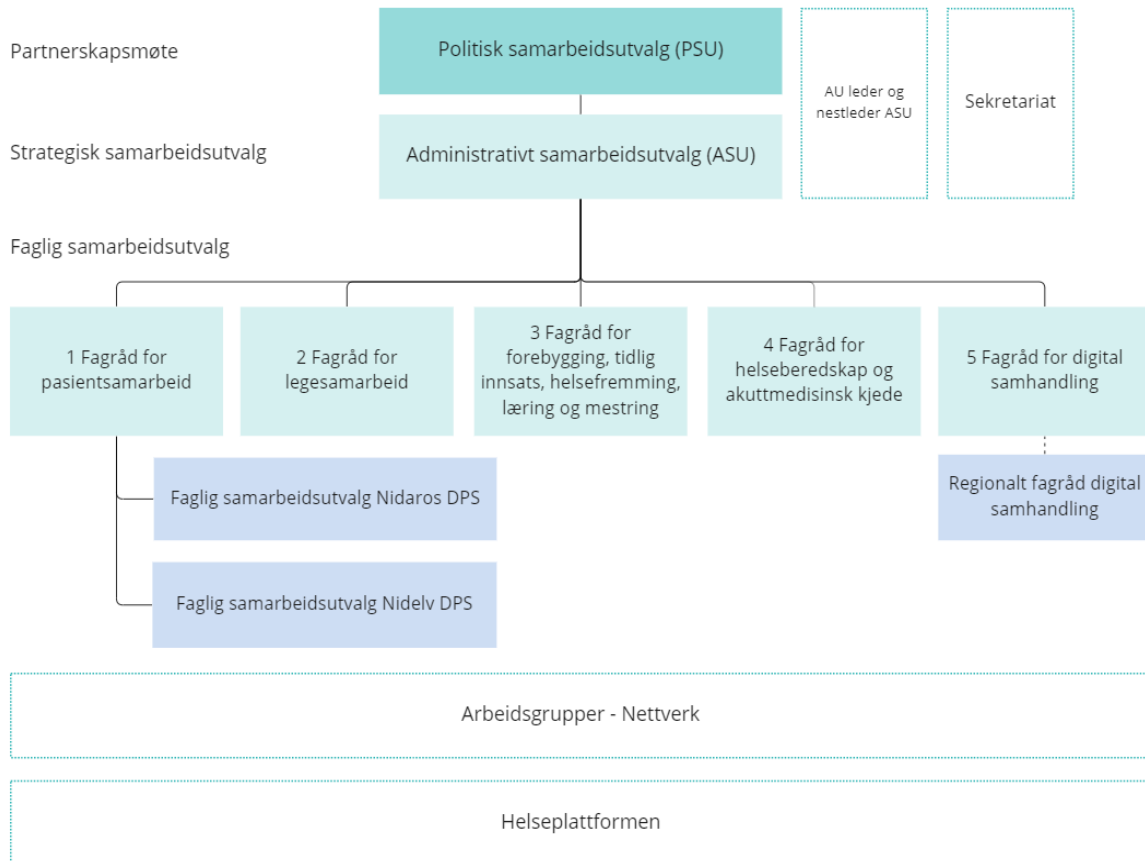 Partnerskapsmøte
Politisk samarbeidsutvalg (PSU)
AU leder og
nestleder ASU
Sekretariat
Strategisk samarbeidsutvalg
Administrativt samarbeidsutvalg (ASU)
Faglig samarbeidsutvalg
1 Fagråd for
pasientsamarbeid
2 Fagråd for
legesamarbeid
3 Fagråd for
forebygging, tidlig
innsats, helsefremming,
læring og mestring
4 Fagråd for
helseberedskap og
akuttmedisinsk kjede
5 Fagråd for digital
samhandling
Faglig samarbeidsutvalg Nidaros DPS
Regionalt fagråd digital
samhandling
Faglig samarbeidsutvalg Nidelv DPS
Arbeidsgrupper - Nettverk
Helseplattformen